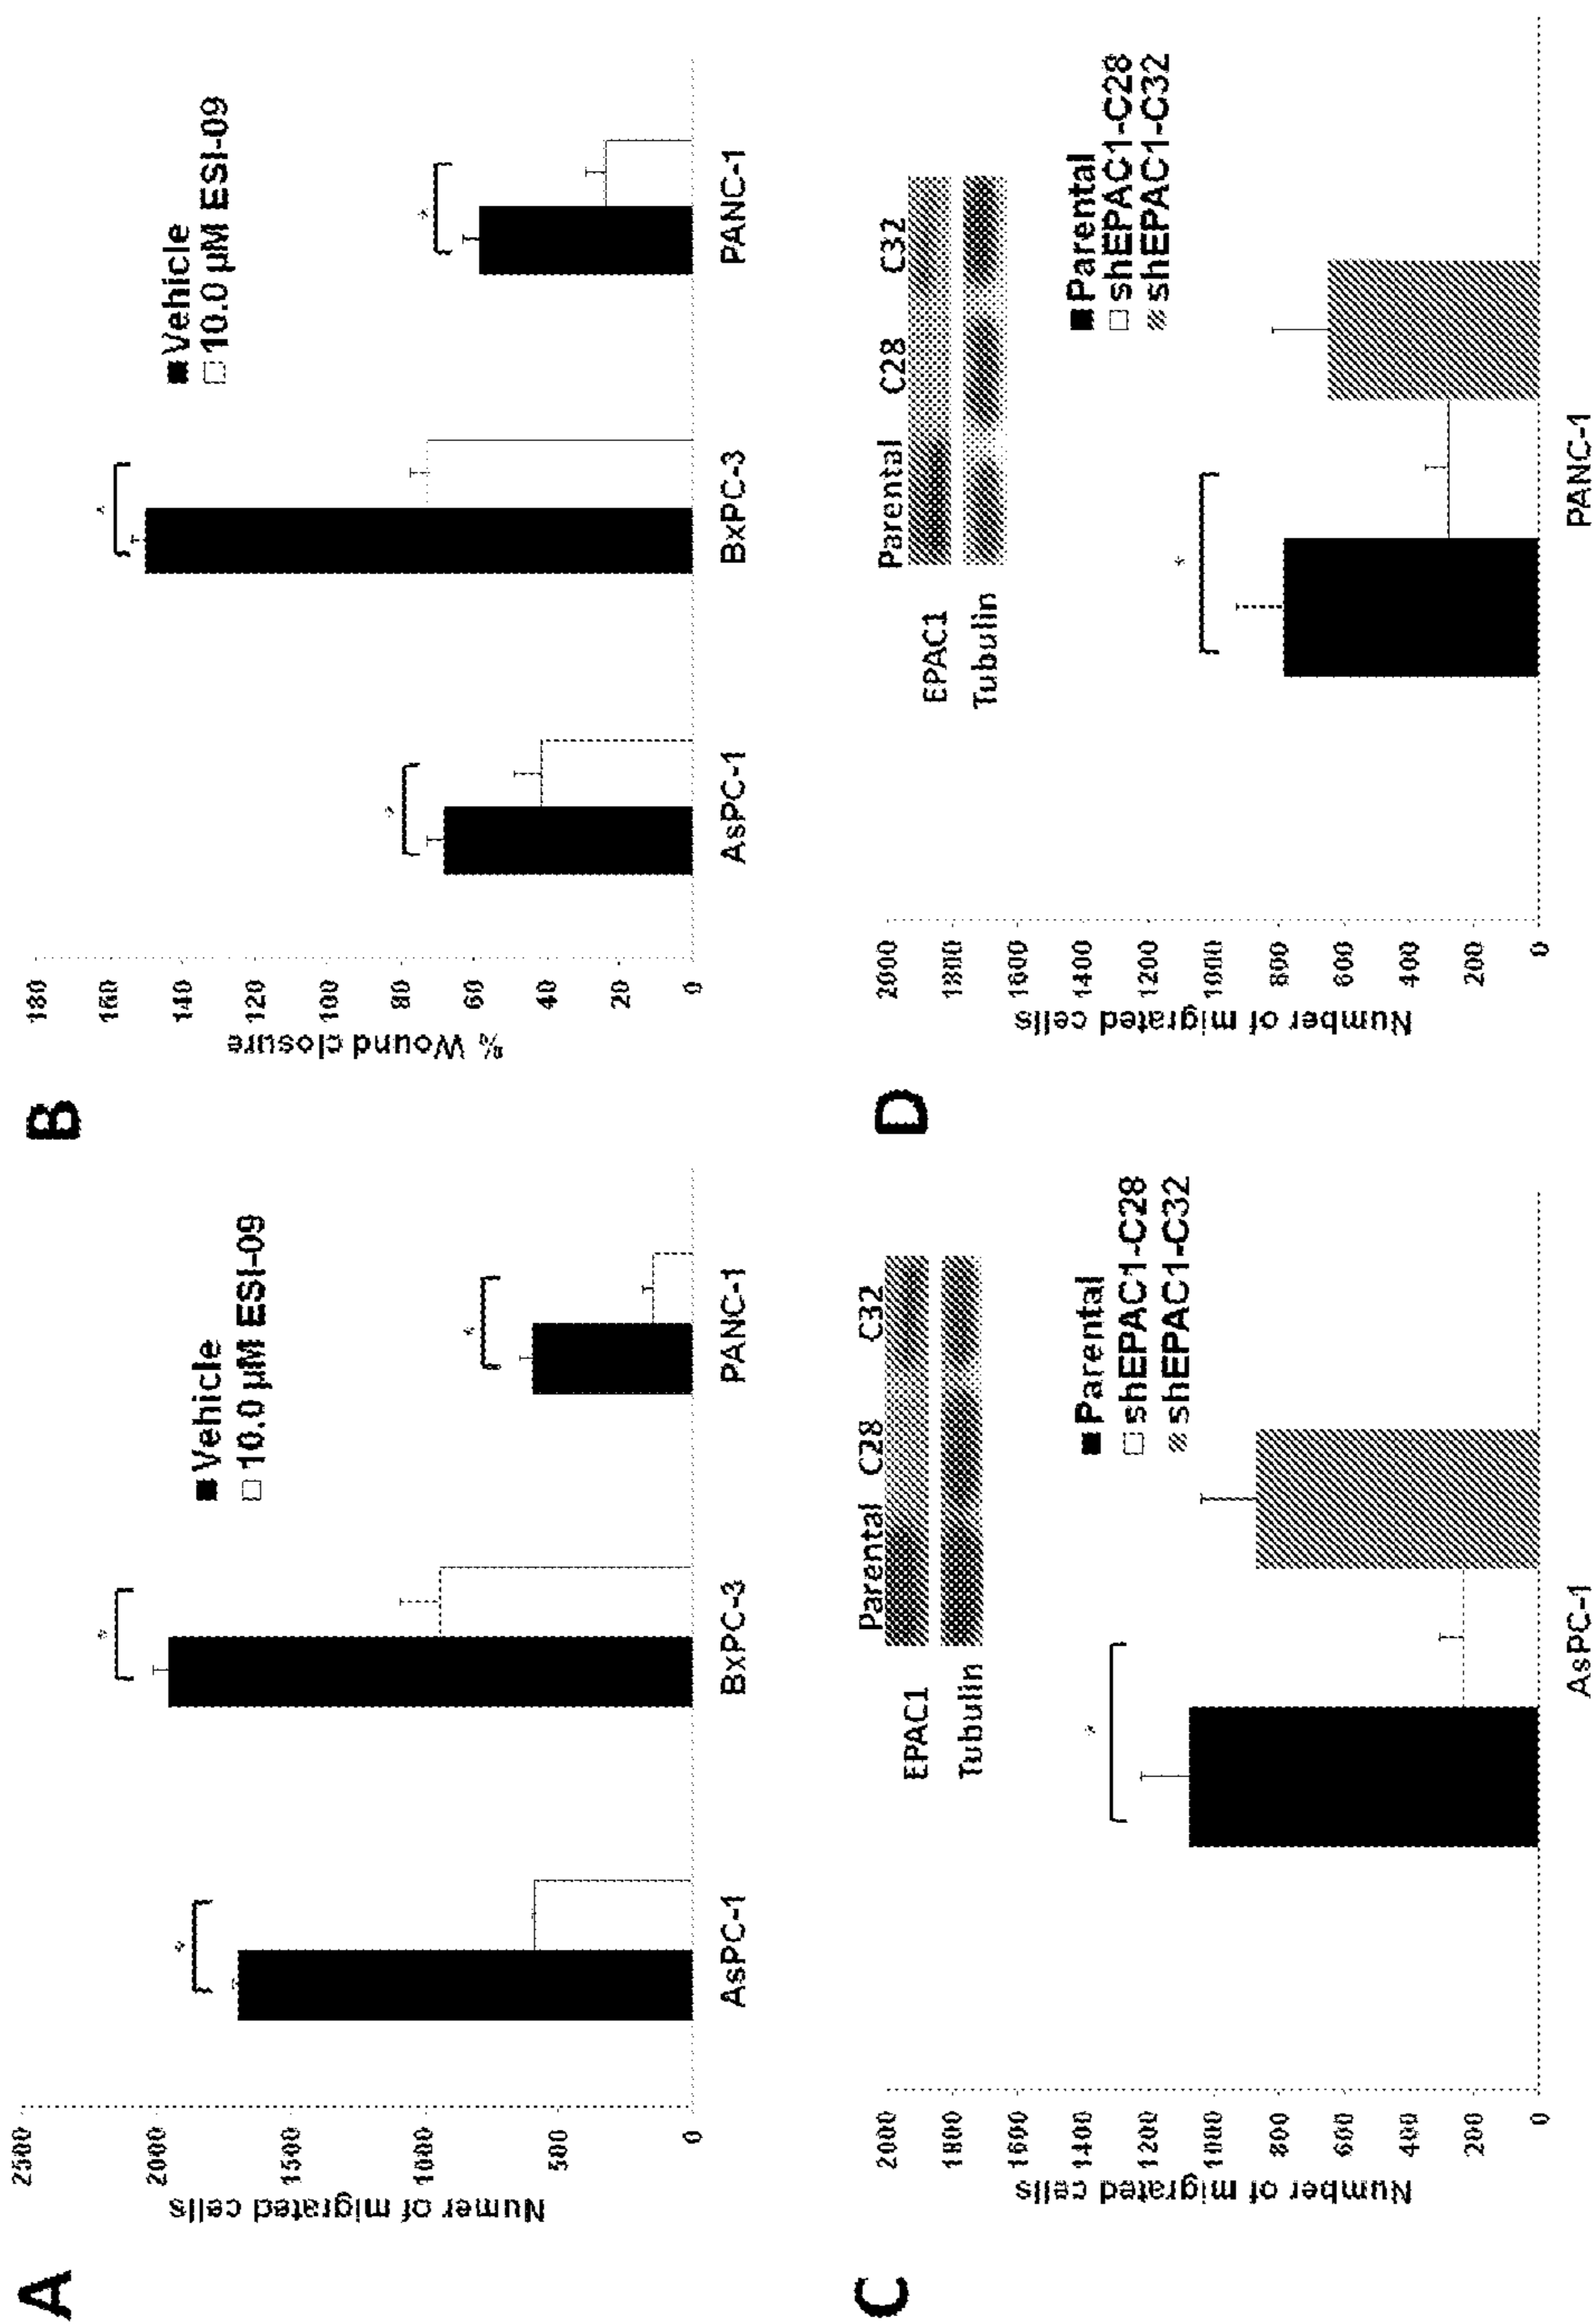 A
Numer of migrated cells
2500
2000
1500
1000
500
0
■ Vehicle
□ 10.0 µM ESI-09
*
*
*
AsPC-1
BxPC-3
PANC-1
B
% Wound closure
180
160
140
120
100
80
60
40
20
0
■ Vehicle
□ 10.0 µM ESI-09
*
*
*
AsPC-1
BxPC-3
PANC-1
C
Parental C28 C32
EPAC1
Tubulin
Number of migrated cells
2000
1800
1600
1400
1200
1000
800
600
400
200
0
■ Parental
□ shEPAC1-C28
▨ shEPAC1-C32
*
AsPC-1
D
Parental C28 C32
EPAC1
Tubulin
Number of migrated cells
2000
1800
1600
1400
1200
1000
800
600
400
200
0
■ Parental
□ shEPAC1-C28
▨ shEPAC1-C32
*
PANC-1